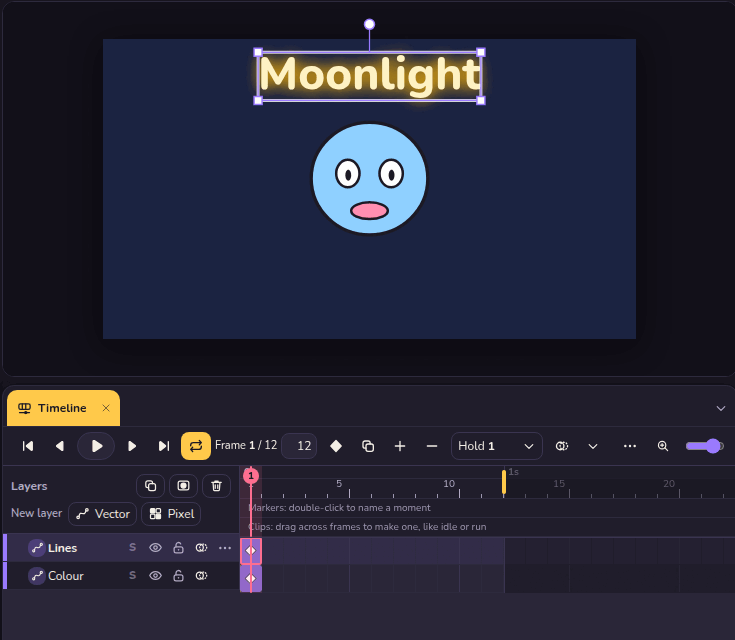 Moonlight
Timeline
Frame 1 / 12
12
Hold 1
Layers
1
5
10
1s
15
20
New layer
Vector
Pixel
Markers: double-click to name a moment
Clips: drag across frames to make one, like idle or run
Lines
S
Colour
S